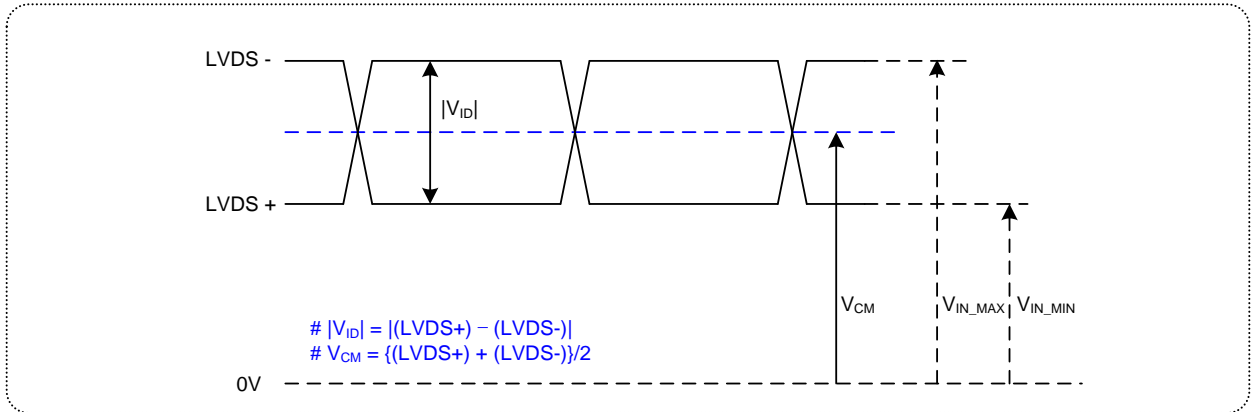 LVDS -
|VID|
LVDS +
VCM
VIN_MAX
VIN_MIN
# |VID| = |(LVDS+) – (LVDS-)|
# VCM = {(LVDS+) + (LVDS-)}/2
0V